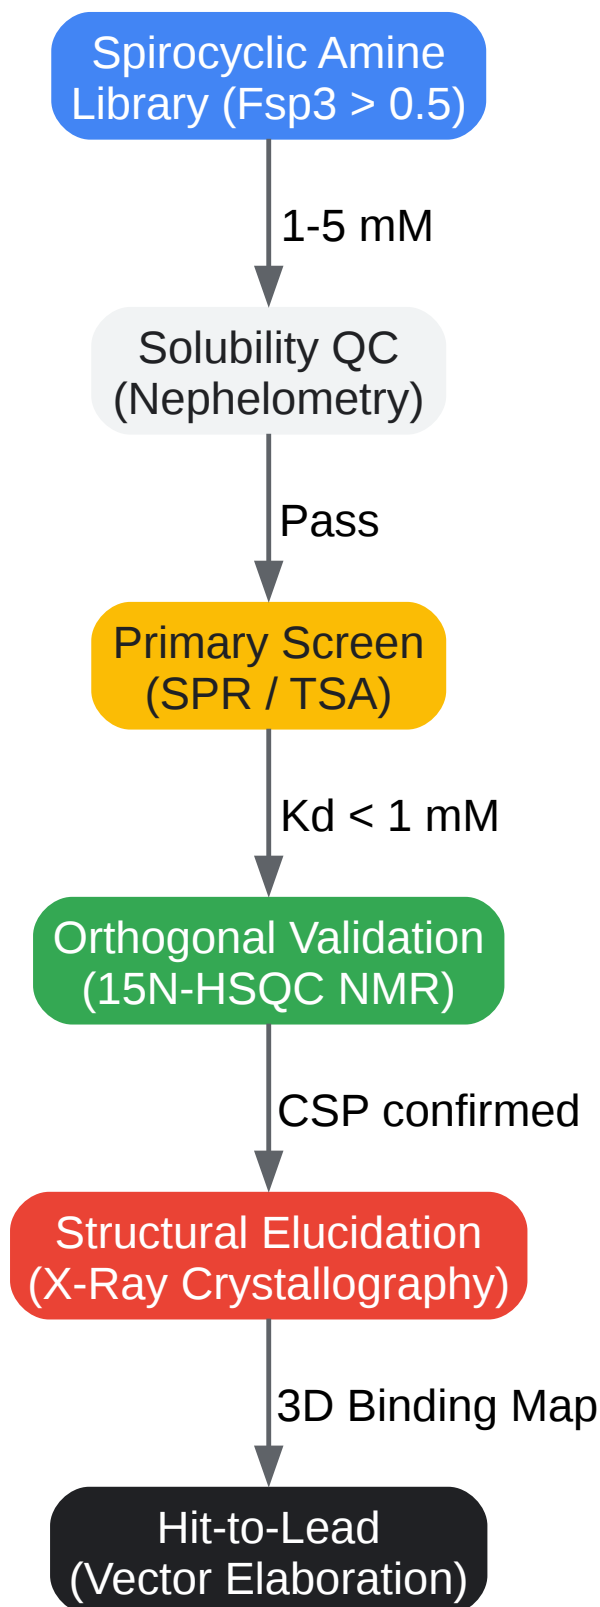 Spirocyclic Amine
Library (Fsp3 > 0.5)
1-5 mM
Solubility QC
(Nephelometry)
Pass
Primary Screen
(SPR / TSA)
Kd < 1 mM
Orthogonal Validation
(15N-HSQC NMR)
CSP confirmed
Structural Elucidation
(X-Ray Crystallography)
3D Binding Map
Hit-to-Lead
(Vector Elaboration)